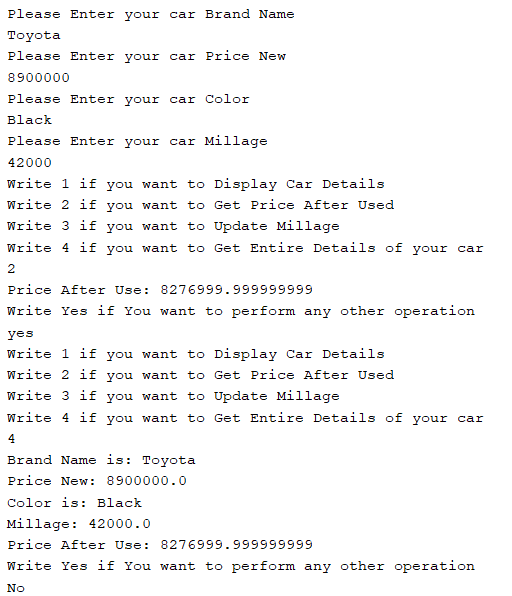 Please Enter your car Brand Name
Toyota
Please Enter your car Price New
8900000
Please Enter your car Color
Black
Please Enter your car Millage
42000
Write 1 if you want to Display Car Details
Write 2 if you want to Get Price After Used
Write 3 if you want to Update Millage
Write 4 if you want to Get Entire Details of your car
2
Price After Use: 8276999.999999999
Write Yes if You want to perform any other operation
yes
Write 1 if you want to Display Car Details
Write 2 if you want to Get Price After Used
Write 3 if you want to Update Millage
Write 4 if you want to Get Entire Details of your car
4
Brand Name is: Toyota
Price New: 8900000.0
Color is: Black
Millage: 42000.0
Price After Use: 8276999.999999999
Write Yes if You want to perform any other operation
No